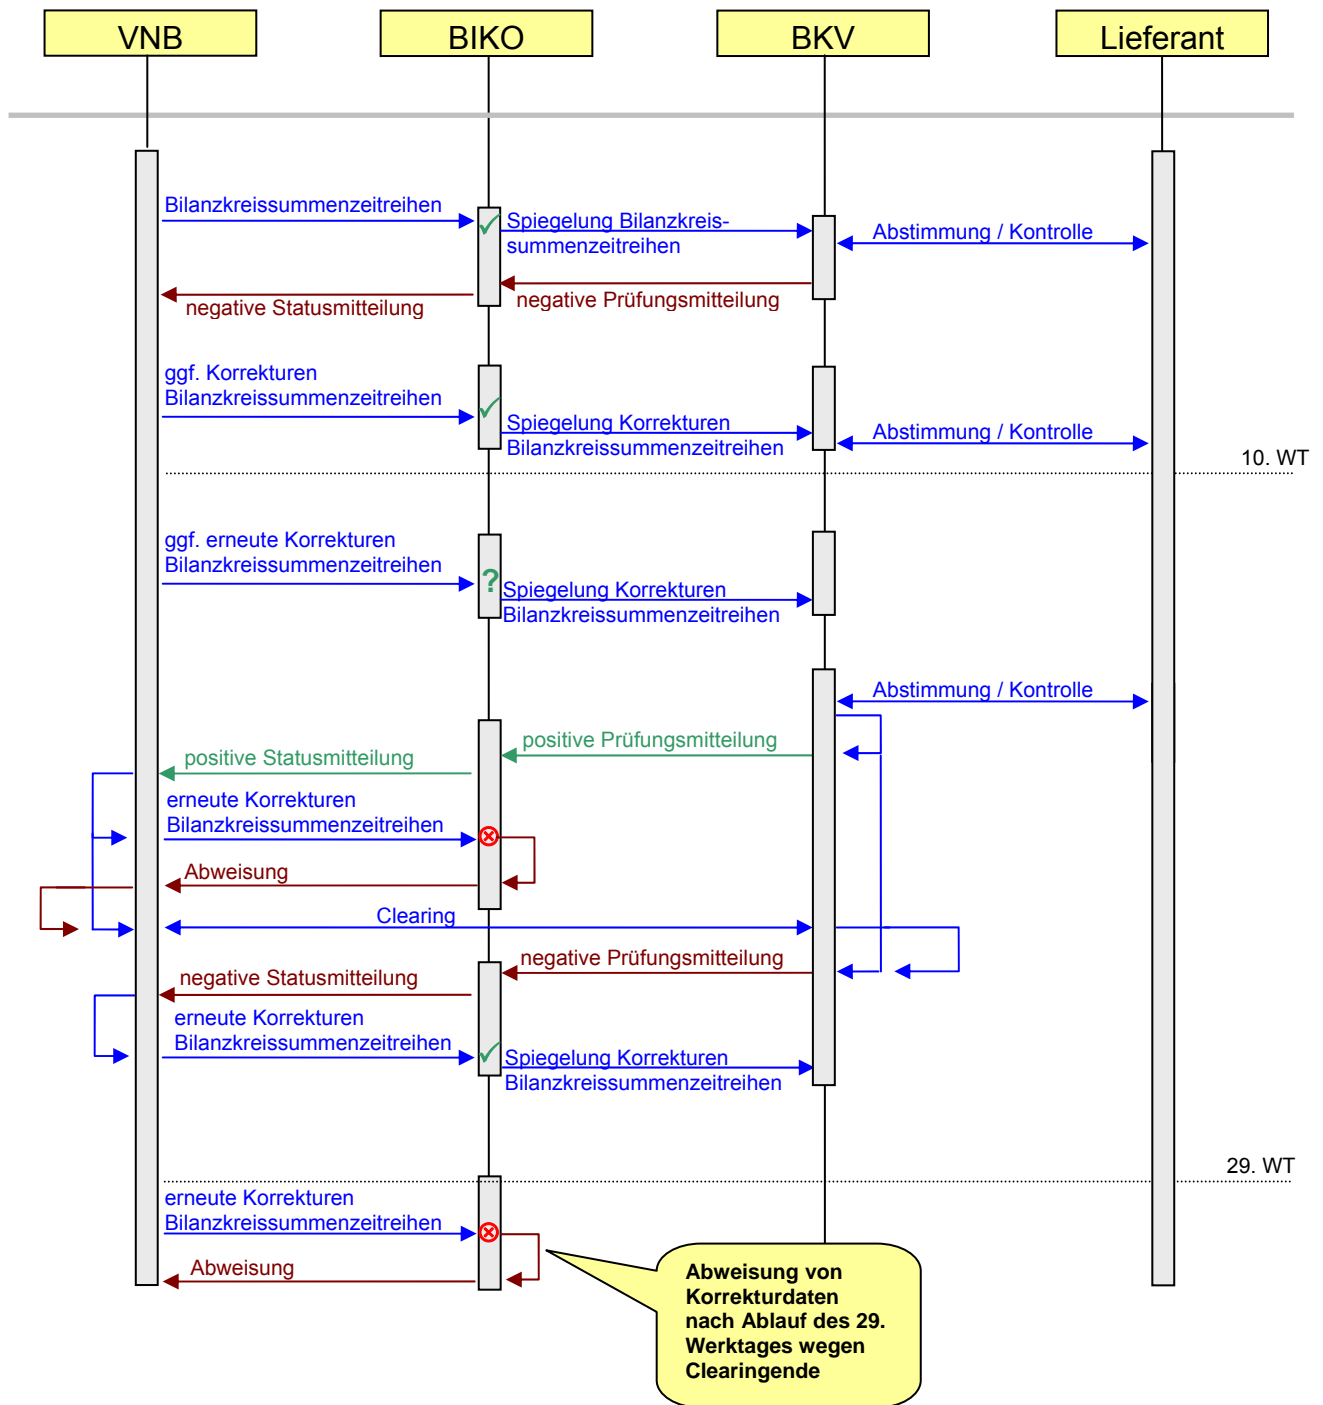 VNB
BIKO
BKV
Lieferant
Bilanzkreissummenzeitreihen
Spiegelung Bilanzkreis-
summenzeitreihen
Abstimmung / Kontrolle
negative Prüfungsmitteilung
negative Statusmitteilung
ggf. Korrekturen
Bilanzkreissummenzeitreihen
Spiegelung Korrekturen
Bilanzkreissummenzeitreihen
Abstimmung / Kontrolle
10. WT
ggf. erneute Korrekturen
Bilanzkreissummenzeitreihen
?
Spiegelung Korrekturen
Bilanzkreissummenzeitreihen
Abstimmung / Kontrolle
positive Prüfungsmitteilung
positive Statusmitteilung
erneute Korrekturen
Bilanzkreissummenzeitreihen
Abweisung
Clearing
negative Prüfungsmitteilung
negative Statusmitteilung
erneute Korrekturen
Bilanzkreissummenzeitreihen
Spiegelung Korrekturen
Bilanzkreissummenzeitreihen
29. WT
erneute Korrekturen
Bilanzkreissummenzeitreihen
Abweisung
Abweisung von
Korrekturdaten
nach Ablauf des 29.
Werktages wegen
Clearingende